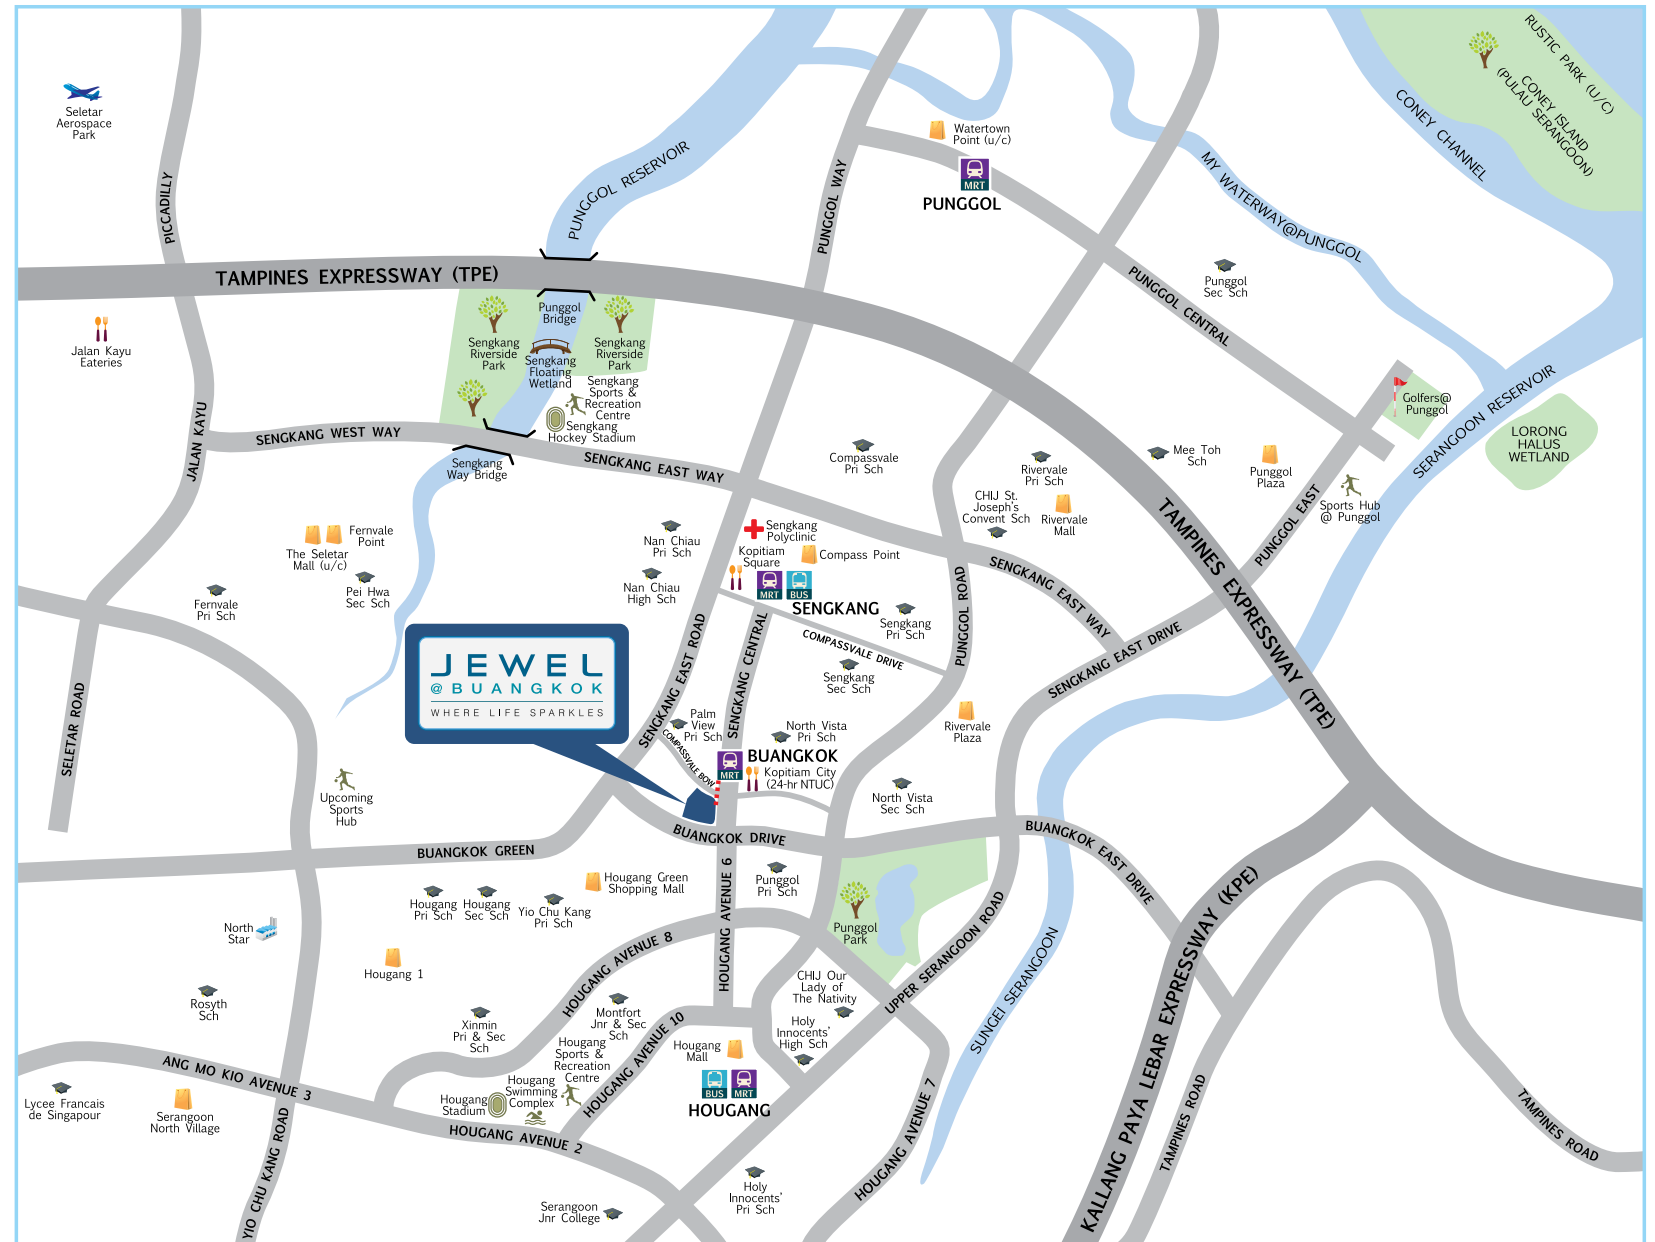 Seletar
Aerospace
Park
PICCADILLY
PUNGGOL RESERVOIR
PUNGGOL WAY
Watertown
Point (u/c)
MRT
PUNGGOL
MY WATERWAY@PUNGGOL
CONEY CHANNEL
RUSTIC PARK (U/C)
CONEY ISLAND
(PULAU SERANGOON)
TAMPINES EXPRESSWAY (TPE)
Punggol
Sec Sch
PUNGGOL CENTRAL
Jalan Kayu
Eateries
Sengkang
Riverside
Park
Punggol
Bridge
Sengkang
Floating
Wetland
Sengkang
Riverside
Park
Sengkang
Sports &
Recreation
Centre
Sengkang
Hockey Stadium
JALAN KAYU
SENGKANG WEST WAY
Sengkang
Way Bridge
SENGKANG EAST WAY
Compassvale
Pri Sch
Rivervale
Pri Sch
CHIJ St.
Joseph's
Convent Sch
Rivervale
Mall
Mee Toh
Sch
Punggol
Plaza
Golfers@
Punggol
Sports Hub
@ Punggol
SERANGOON RESERVOIR
LORONG
HALUS
WETLAND
PUNGGOL EAST
TAMPINES EXPRESSWAY (TPE)
Fernvale
Point
The Seletar
Mall (u/c)
Pei Hwa
Sec Sch
Fernvale
Pri Sch
Nan Chiau
Pri Sch
Nan Chiau
High Sch
Sengkang
Polyclinic
Kopitiam
Square
Compass Point
MRT
BUS
SENGKANG
Sengkang
Pri Sch
COMPASSVALE DRIVE
Sengkang
Sec Sch
PUNGGOL ROAD
SENGKANG EAST WAY
SENGKANG EAST DRIVE
SELETAR ROAD
JEWEL
@BUANGKOK
WHERE LIFE SPARKLES
SENGKANG EAST ROAD
SENGKANG CENTRAL
Palm
View
Pri Sch
COMPASSVALE BOW
North Vista
Pri Sch
MRT
BUANGKOK
Kopitiam City
(24-hr NTUC)
Rivervale
Plaza
North Vista
Sec Sch
Upcoming
Sports
Hub
BUANGKOK GREEN
BUANGKOK DRIVE
BUANGKOK EAST DRIVE
Hougang Green
Shopping Mall
Hougang
Pri Sch
Hougang
Sec Sch
Yio Chu Kang
Pri Sch
HOUGANG AVENUE 6
Punggol
Pri Sch
Punggol
Park
UPPER SERANGOON ROAD
KALLANG PAYA LEBAR EXPRESSWAY (KPE)
North
Star
Hougang 1
HOUGANG AVENUE 8
Rosyth
Sch
Xinmin
Pri & Sec
Sch
Montfort
Jnr & Sec
Sch
CHIJ Our
Lady of
The Nativity
Holy
Innocents'
High Sch
SUNGEI SERANGOON
Hougang
Sports &
Recreation
Centre
HOUGANG AVENUE 10
Hougang
Mall
BUS
MRT
HOUGANG
ANG MO KIO AVENUE 3
Lycee Francais
de Singapour
Serangoon
North Village
Hougang
Stadium
Hougang
Swimming
Complex
HOUGANG AVENUE 2
YIO CHU KANG ROAD
HOUGANG AVENUE 7
TAMPINES ROAD
TAMPINES ROAD
Holy
Innocents'
Pri Sch
Serangoon
Jnr College